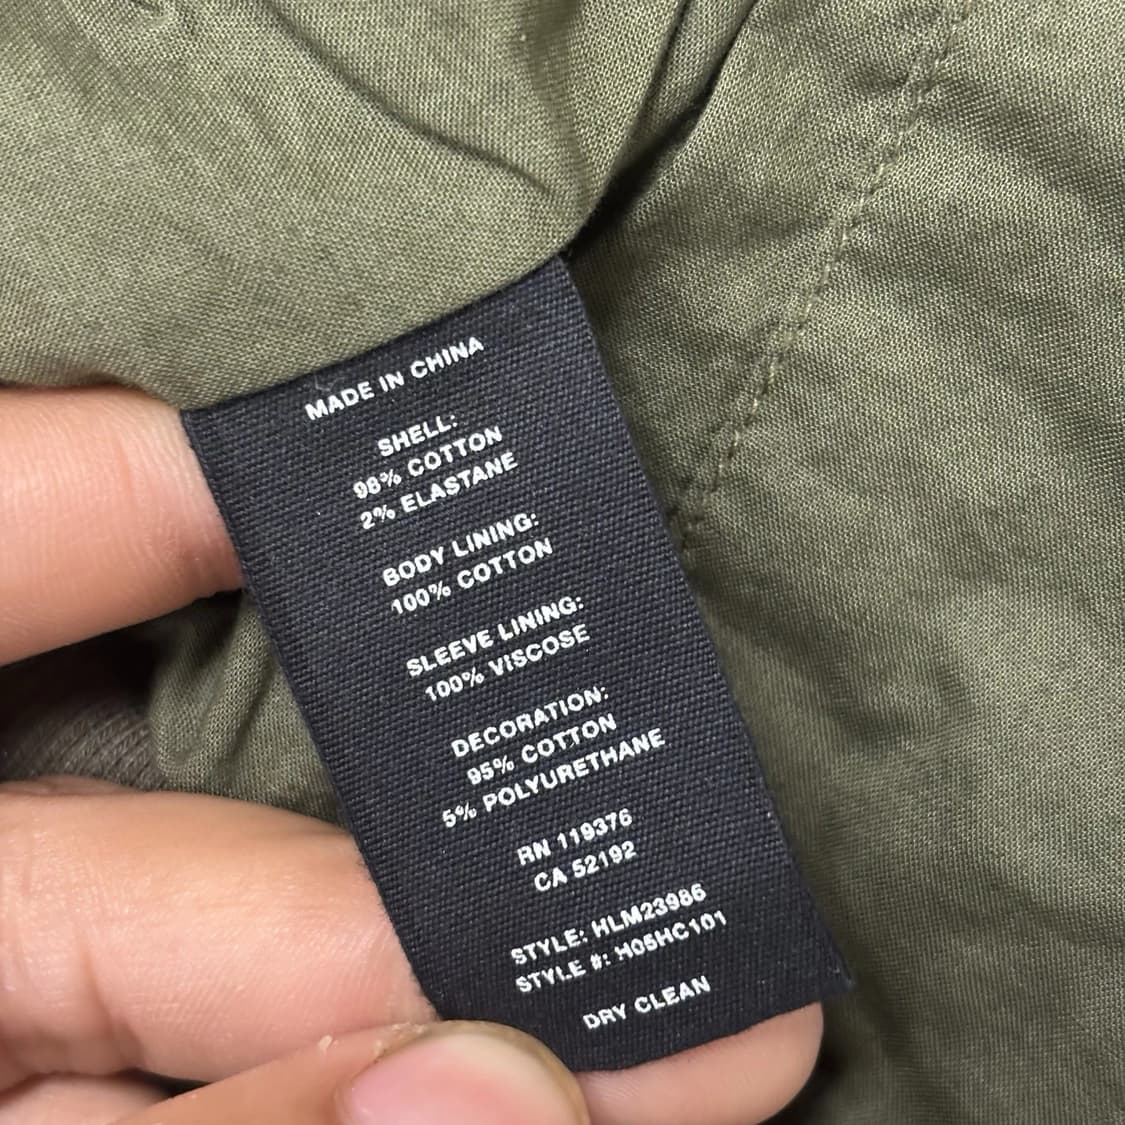 MADE IN CHINA
SHELL:
98% COTTON
2% ELASTANE
BODY LINING:
100% COTTON
SLEEVE LINING:
100% VISCOSE
DECORATION:
95% COTTON
5% POLYURETHANE
RN 119376
CA 52192
STYLE: HLM23986
STYLE #: H05HC101
DRY CLEAN